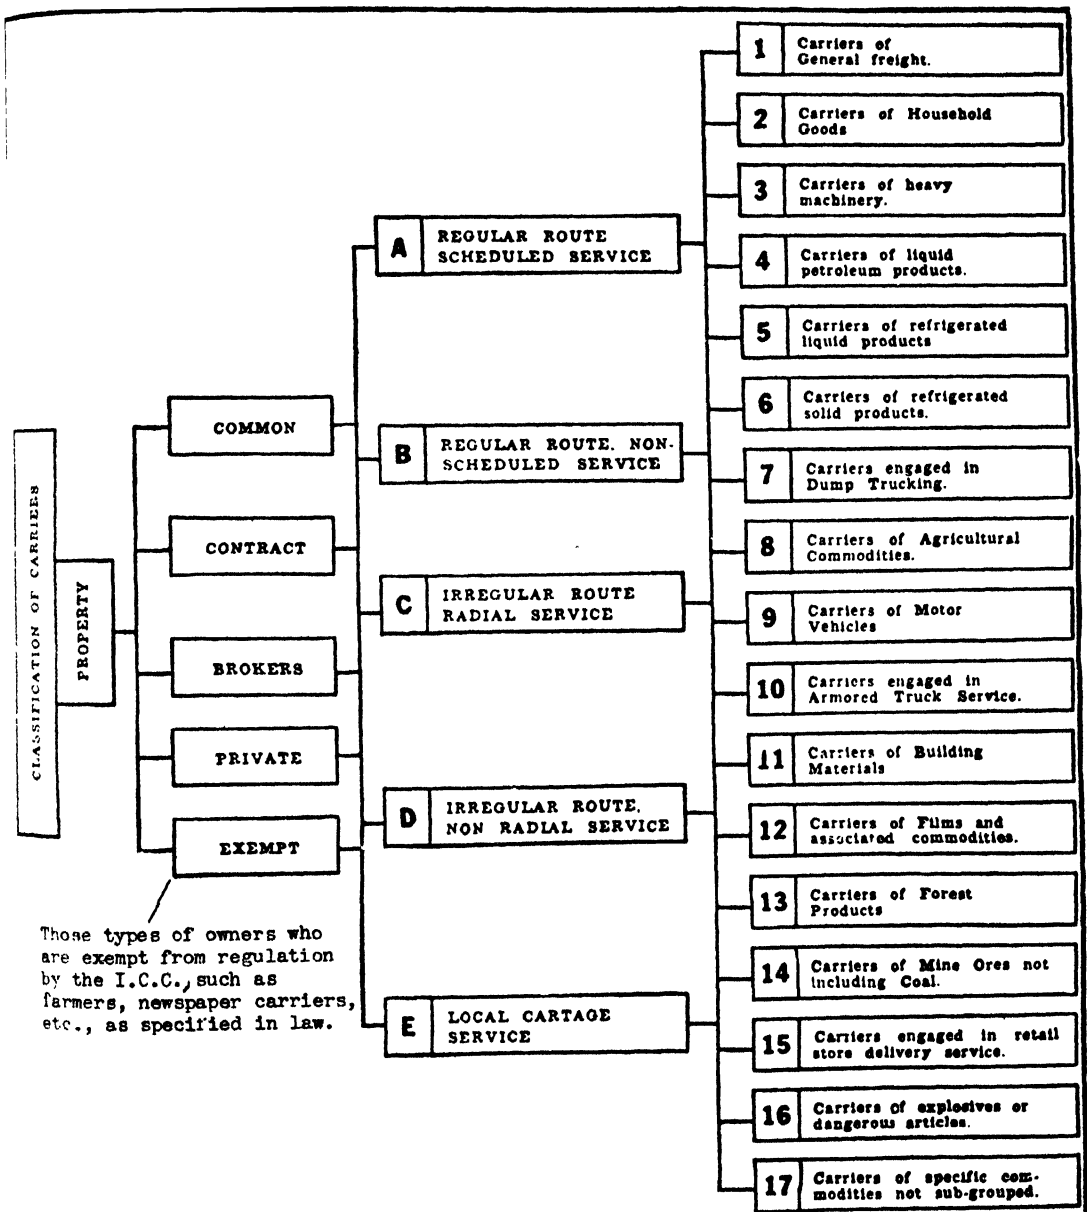 CLASSIFICATION OF CARRIERS
PROPERTY
COMMON
CONTRACT
BROKERS
PRIVATE
EXEMPT
Those types of owners who
are exempt from regulation
by the I.C.C., such as
farmers, newspaper carriers,
etc., as specified in law.
A REGULAR ROUTE
SCHEDULED SERVICE
B REGULAR ROUTE, NON-
SCHEDULED SERVICE
C IRREGULAR ROUTE
RADIAL SERVICE
D IRREGULAR ROUTE,
NON RADIAL SERVICE
E LOCAL CARTAGE
SERVICE
1 Carriers of
General freight.
2 Carriers of Household
Goods
3 Carriers of heavy
machinery.
4 Carriers of liquid
petroleum products.
5 Carriers of refrigerated
liquid products
6 Carriers of refrigerated
solid products.
7 Carriers engaged in
Dump Trucking.
8 Carriers of Agricultural
Commodities.
9 Carriers of Motor
Vehicles
10 Carriers engaged in
Armored Truck Service.
11 Carriers of Building
Materials
12 Carriers of Films and
associated commodities.
13 Carriers of Forest
Products
14 Carriers of Mine Ores not
including Coal.
15 Carriers engaged in retail
store delivery service.
16 Carriers of explosives or
dangerous articles.
17 Carriers of specific com-
modities not sub-grouped.